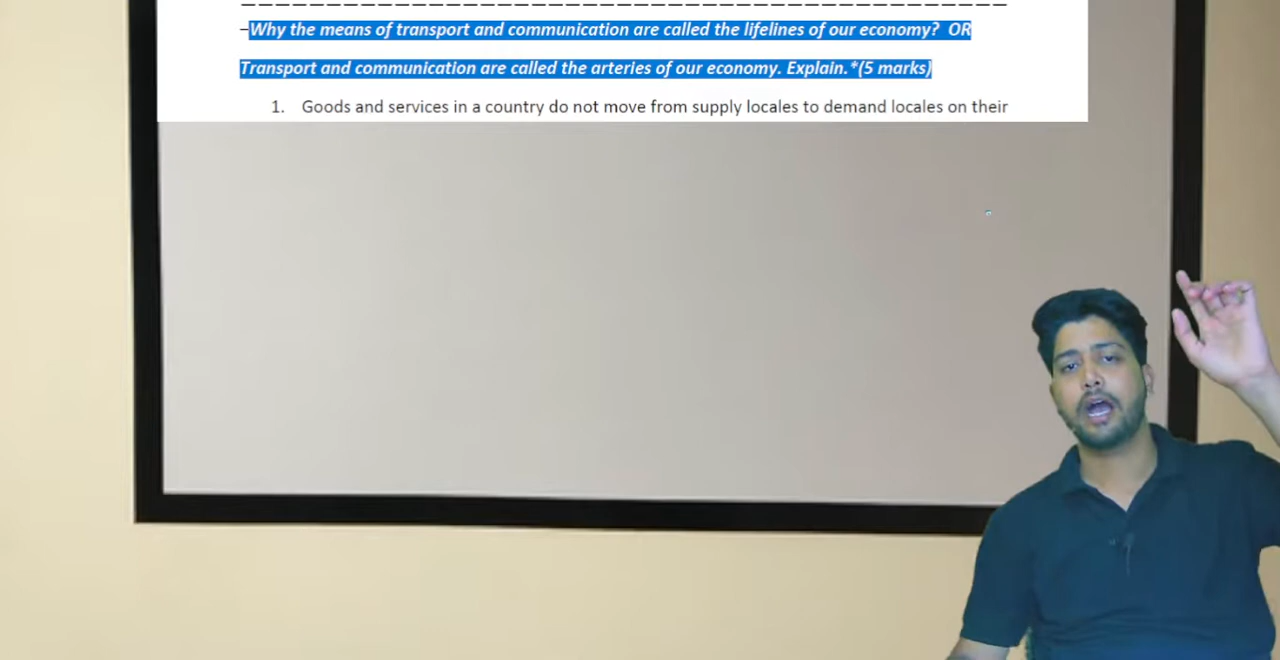 –Why the means of transport and communication are called the lifelines of our economy? OR
Transport and communication are called the arteries of our economy. Explain.*(5 marks)
1. Goods and services in a country do not move from supply locales to demand locales on their